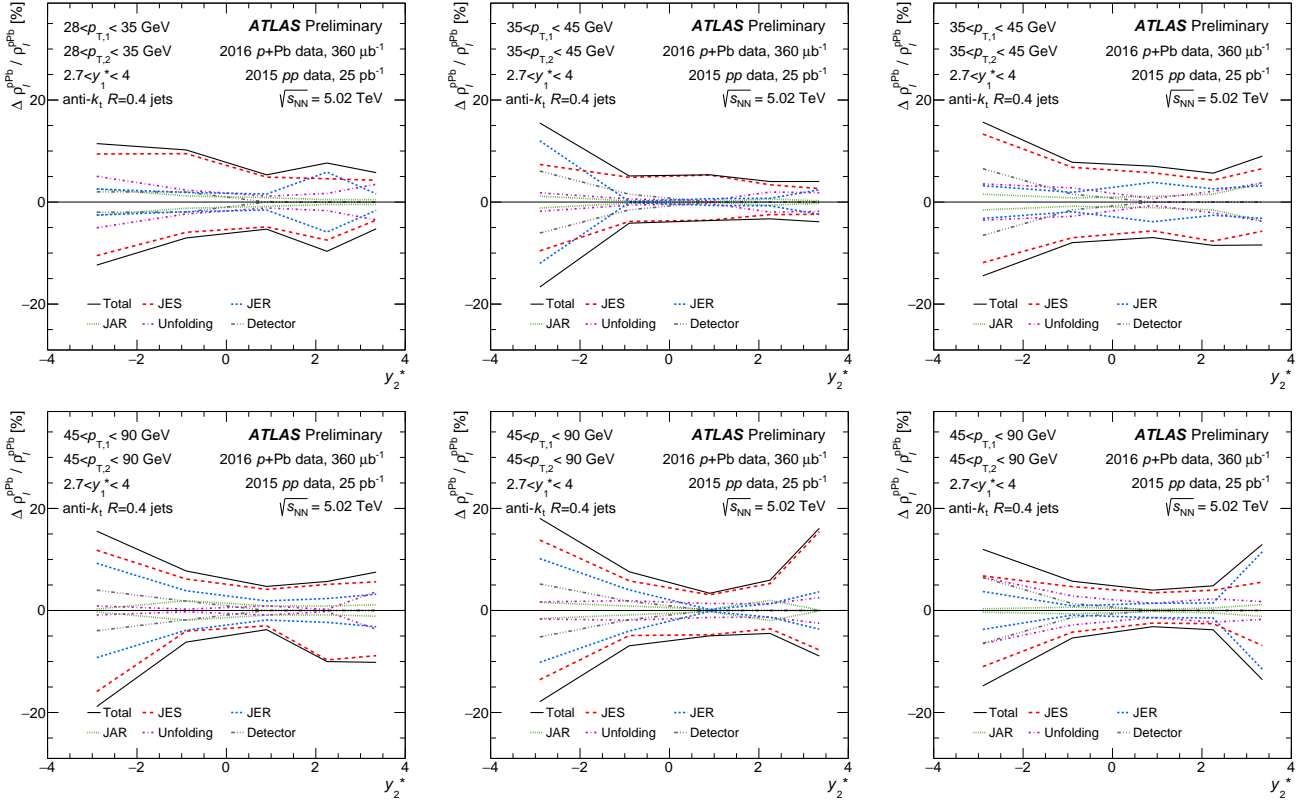 Δ ρ_I^pPb / ρ_I^pPb [%]
28<p_T,1< 35 GeV
28<p_T,2< 35 GeV
2.7<y_1*< 4
anti-k_t R=0.4 jets
ATLAS Preliminary
2016 p+Pb data, 360 μb⁻¹
2015 pp data, 25 pb⁻¹
√s_NN = 5.02 TeV
20
0
−20
Total JES JER
JAR Unfolding Detector
−4 −2 0 2 4
y_2*
Δ ρ_I^pPb / ρ_I^pPb [%]
35<p_T,1< 45 GeV
35<p_T,2< 45 GeV
2.7<y_1*< 4
anti-k_t R=0.4 jets
ATLAS Preliminary
2016 p+Pb data, 360 μb⁻¹
2015 pp data, 25 pb⁻¹
√s_NN = 5.02 TeV
20
0
−20
Total JES JER
JAR Unfolding Detector
−4 −2 0 2 4
y_2*
Δ ρ_I^pPb / ρ_I^pPb [%]
35<p_T,1< 45 GeV
35<p_T,2< 45 GeV
2.7<y_1*< 4
anti-k_t R=0.4 jets
ATLAS Preliminary
2016 p+Pb data, 360 μb⁻¹
2015 pp data, 25 pb⁻¹
√s_NN = 5.02 TeV
20
0
−20
Total JES JER
JAR Unfolding Detector
−4 −2 0 2 4
y_2*
Δ ρ_I^pPb / ρ_I^pPb [%]
45<p_T,1< 90 GeV
45<p_T,2< 90 GeV
2.7<y_1*< 4
anti-k_t R=0.4 jets
ATLAS Preliminary
2016 p+Pb data, 360 μb⁻¹
2015 pp data, 25 pb⁻¹
√s_NN = 5.02 TeV
20
0
−20
Total JES JER
JAR Unfolding Detector
−4 −2 0 2 4
y_2*
Δ ρ_I^pPb / ρ_I^pPb [%]
45<p_T,1< 90 GeV
45<p_T,2< 90 GeV
2.7<y_1*< 4
anti-k_t R=0.4 jets
ATLAS Preliminary
2016 p+Pb data, 360 μb⁻¹
2015 pp data, 25 pb⁻¹
√s_NN = 5.02 TeV
20
0
−20
Total JES JER
JAR Unfolding Detector
−4 −2 0 2 4
y_2*
Δ ρ_I^pPb / ρ_I^pPb [%]
45<p_T,1< 90 GeV
45<p_T,2< 90 GeV
2.7<y_1*< 4
anti-k_t R=0.4 jets
ATLAS Preliminary
2016 p+Pb data, 360 μb⁻¹
2015 pp data, 25 pb⁻¹
√s_NN = 5.02 TeV
20
0
−20
Total JES JER
JAR Unfolding Detector
−4 −2 0 2 4
y_2*